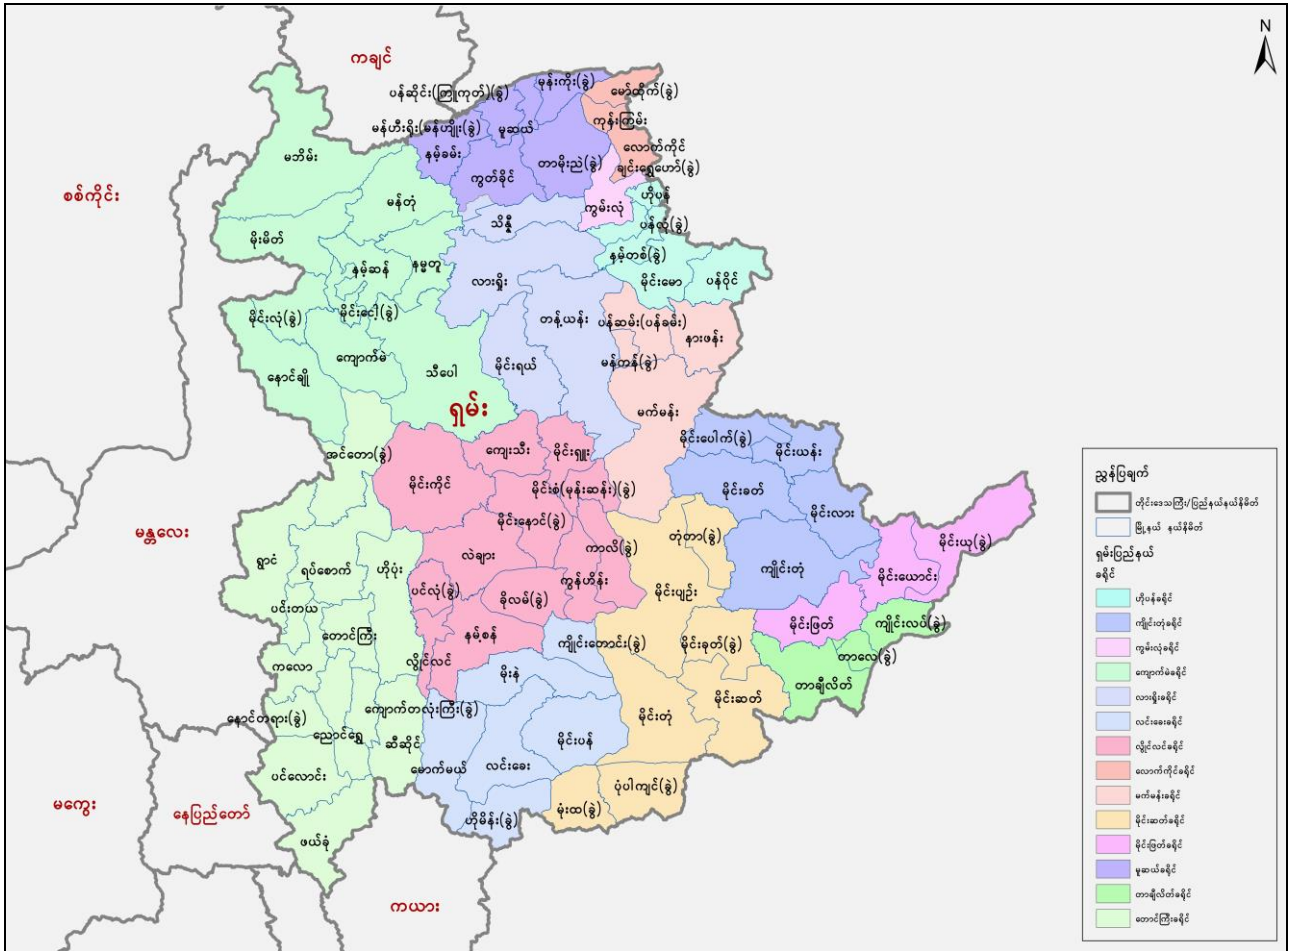 N
ကချင်
မုန်းကိုး(ခွဲ)
ပန်ဆိုင်း(ကြူကုတ်)(ခွဲ)
မော်ထိုက်(ခွဲ)
မန်ဟီးရိုး(မန်ဟျိုး)(ခွဲ)
မူဆယ်
ကုန်းကြမ်း
လောက်ကိုင်
နမ့်ခမ်း
တာမိုးညဲ(ခွဲ)
ချင်းရွှေဟော်(ခွဲ)
မဘိမ်း
ကွတ်ခိုင်
စစ်ကိုင်း
ဟိုပန်
မန်တုံ
ကွမ်းလုံ
သိန္နီ
ပန်လုံ(ခွဲ)
မိုးမိတ်
နမ့်တစ်(ခွဲ)
နမ့်ဆန်
နမ္မတူ
လားရှိုး
မိုင်းမော
ပန်ဝိုင်
မိုင်းလုံ(ခွဲ)
မိုင်းငေါ့(ခွဲ)
တန့်ယန်း
ပန်ဆမ်း(ပန်ခမ်း)
နားဖန်း
ကျောက်မဲ
မိုင်းရယ်
မန်ကန်(ခွဲ)
နောင်ချို
သီပေါ
ရှမ်း
မက်မန်း
မိုင်းပေါက်(ခွဲ)
အင်တော(ခွဲ)
ကျေးသီး
မိုင်းရှူး
မိုင်းယန်း
မိုင်းကိုင်
မိုင်းစံ(မုန်းဆန်း)(ခွဲ)
မိုင်းခတ်
မိုင်းနောင်(ခွဲ)
မိုင်းလား
မန္တလေး
တုံတာ(ခွဲ)
မိုင်းယု(ခွဲ)
ကာလိ(ခွဲ)
လဲချား
ရွာငံ
ရပ်စောက်
ဟိုပုံး
ကျိုင်းတုံ
မိုင်းယောင်း
ကွန်ဟိန်း
ပင်လုံ(ခွဲ)
မိုင်းပျဉ်း
ခိုလမ်(ခွဲ)
ပင်းတယ
မိုင်းဖြတ်
ကျိုင်းလပ်(ခွဲ)
တောင်ကြီး
နမ့်စန်
ကျိုင်းတောင်း(ခွဲ)
မိုင်းခုတ်(ခွဲ)
တာလေ(ခွဲ)
ကလော
လွိုင်လင်
မိုးနဲ
တာချီလိတ်
မိုင်းဆတ်
ကျောက်တလုံးကြီး(ခွဲ)
နောင်တရား(ခွဲ)
မိုင်းတုံ
ညောင်ရွှေ
ဆီဆိုင်
မိုင်းပန်
လင်းခေး
မောက်မယ်
ပင်လောင်း
ပုံပါကျင်(ခွဲ)
မကွေး
မုံးထ(ခွဲ)
နေပြည်တော်
ဟိုမိန်း(ခွဲ)
ဖယ်ခုံ
ကယား
ညွှန်ပြချက်
တိုင်းဒေသကြီး/ပြည်နယ်နယ်နိမိတ်
မြို့နယ် နယ်နိမိတ်
ရှမ်းပြည်နယ်
ခရိုင်
ဟိုပန်ခရိုင်
ကျိုင်းတုံခရိုင်
ကွမ်းလုံခရိုင်
ကျောက်မဲခရိုင်
လားရှိုးခရိုင်
လင်းခေးခရိုင်
လွိုင်လင်ခရိုင်
လောက်ကိုင်ခရိုင်
မက်မန်းခရိုင်
မိုင်းဆတ်ခရိုင်
မိုင်းဖြတ်ခရိုင်
မူဆယ်ခရိုင်
တာချီလိတ်ခရိုင်
တောင်ကြီးခရိုင်